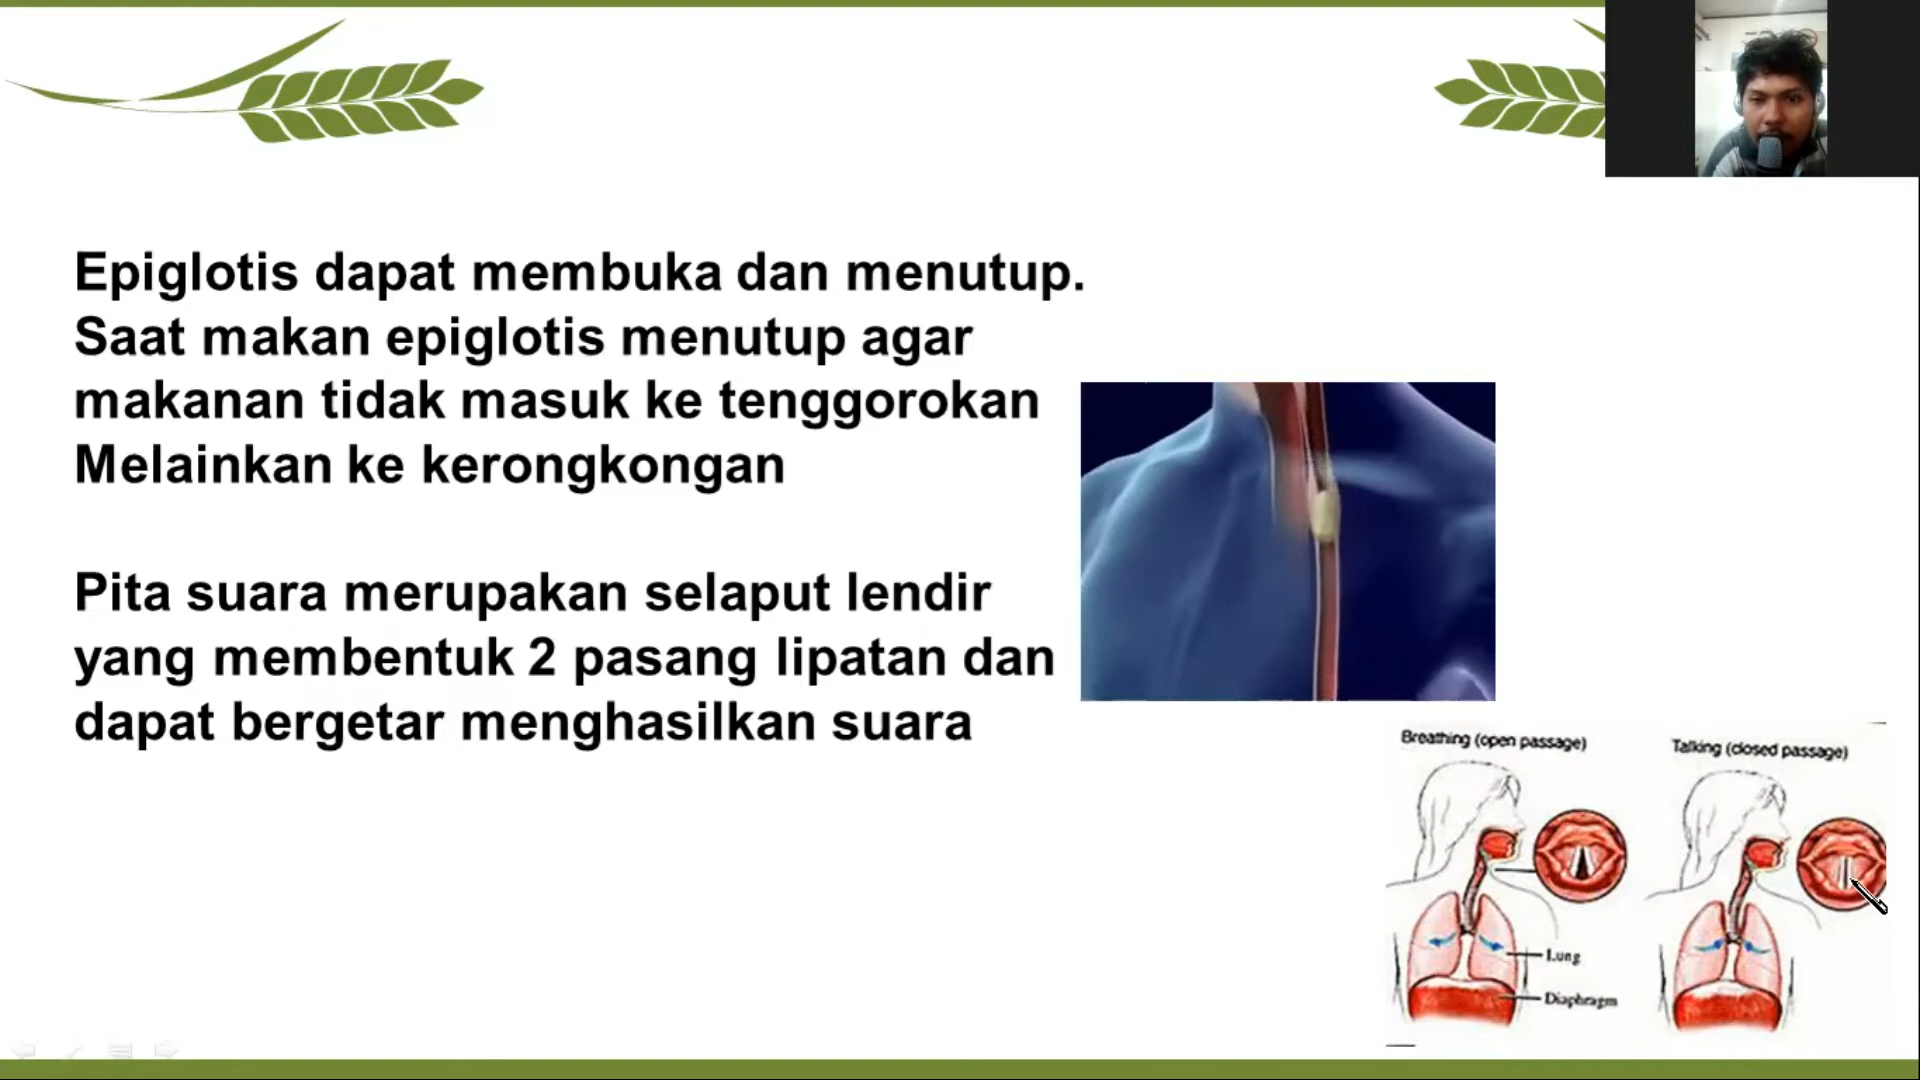 Epiglotis dapat membuka dan menutup.
Saat makan epiglotis menutup agar
makanan tidak masuk ke tenggorokan
Melainkan ke kerongkongan
Pita suara merupakan selaput lendir
yang membentuk 2 pasang lipatan dan
dapat bergetar menghasilkan suara
Breathing (open passage)
Talking (closed passage)
Lung
Diaphragm